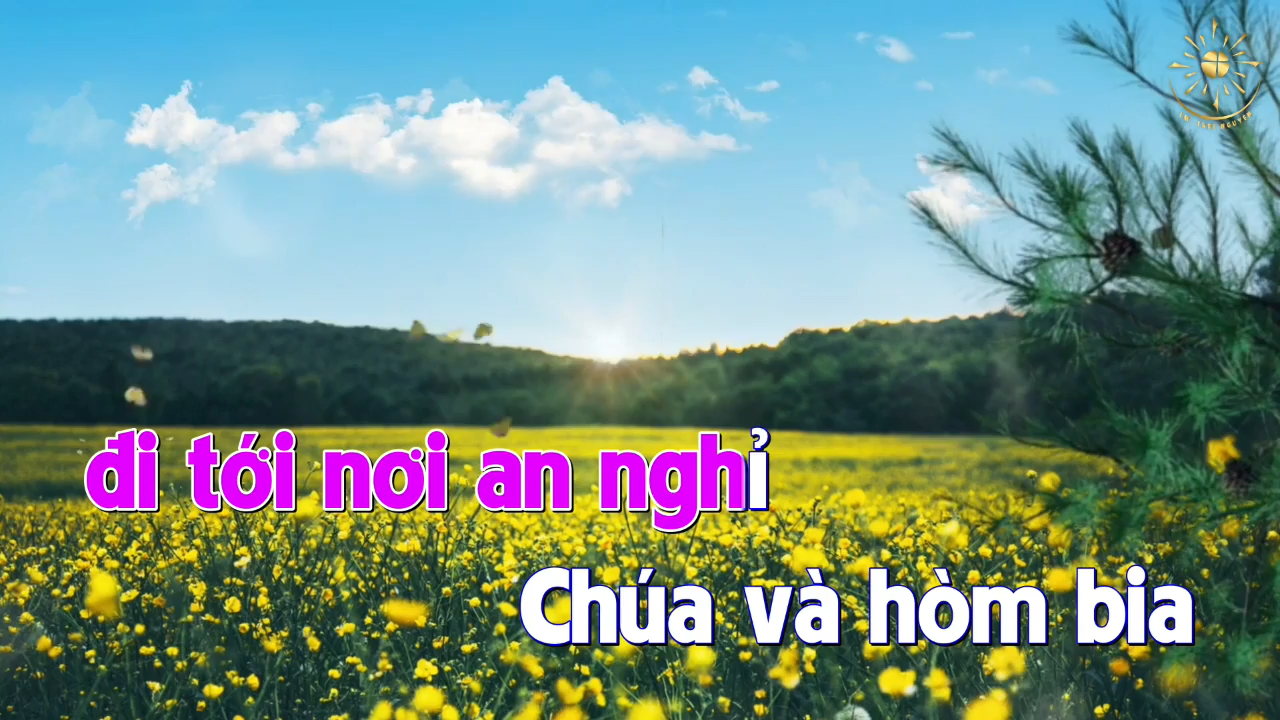 đi tới nơi an nghỉ
Chúa và hòm bia